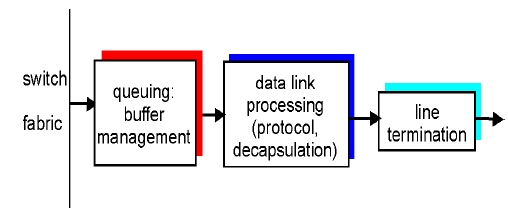 switch
fabric
queuing:
buffer
management
data link
processing
(protocol,
decapsulation)
line
termination